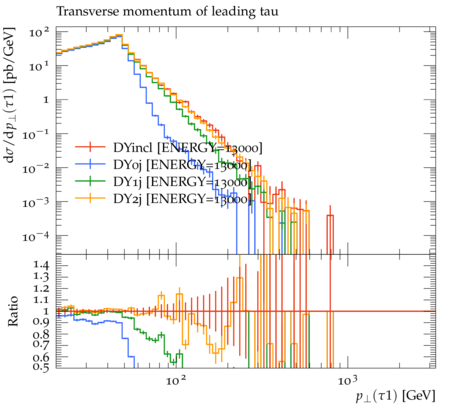 Transverse momentum of leading tau
dσ/dp⊥(τ1) [pb/GeV]
10²
10¹
1
10⁻¹
10⁻²
10⁻³
10⁻⁴
DYincl [ENERGY=13000]
DY0j [ENERGY=13000]
DY1j [ENERGY=13000]
DY2j [ENERGY=13000]
Ratio
1.4
1.3
1.2
1.1
1
0.9
0.8
0.7
0.6
0.5
10² 10³
p⊥(τ1) [GeV]